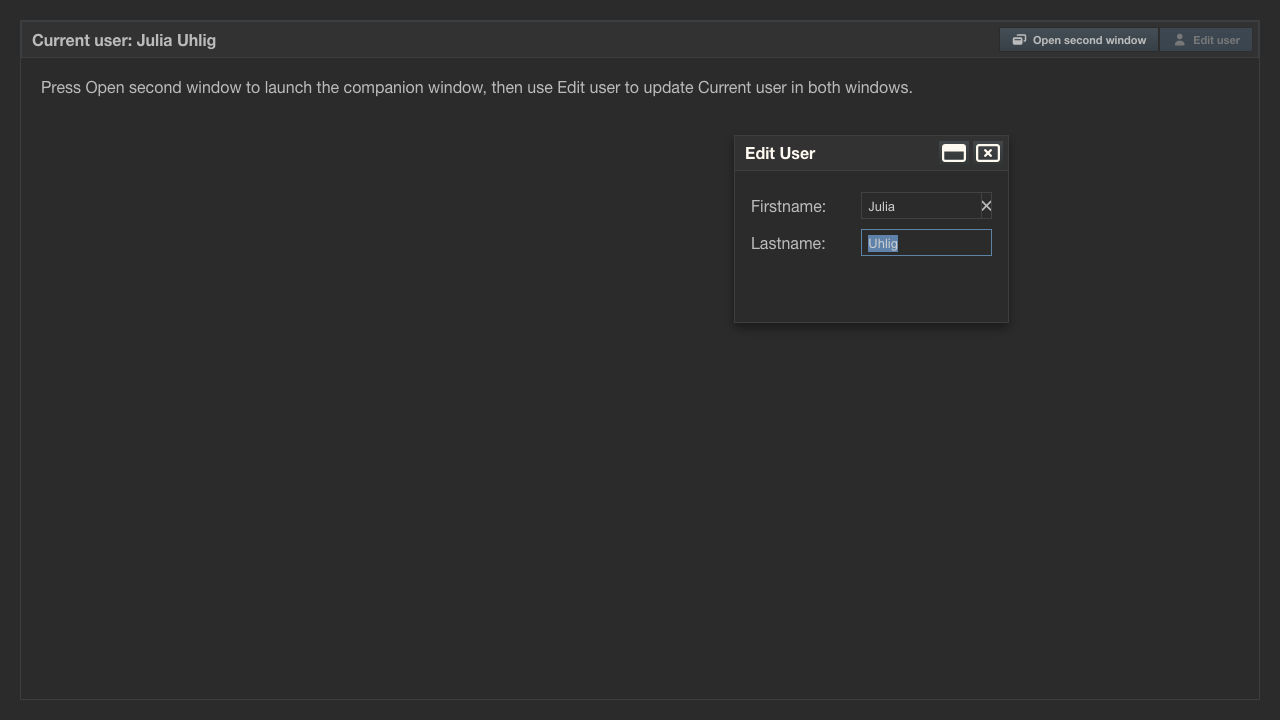 Current user: Julia Uhlig
Open second window
Edit user
Press Open second window to launch the companion window, then use Edit user to update Current user in both windows.
Edit User
Firstname: Julia
Lastname: Uhlig